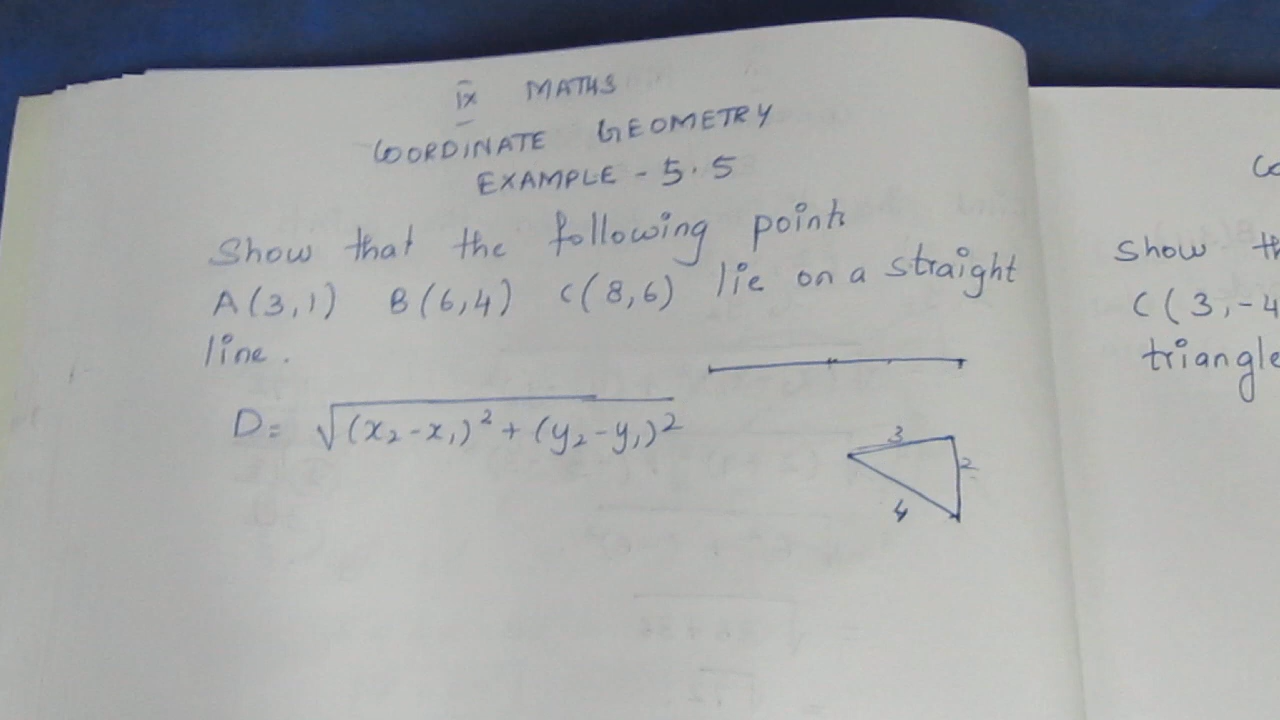 IX MATHS
COORDINATE GEOMETRY
EXAMPLE - 5.5
Show that the following points
A(3,1) B(6,4) C(8,6) lie on a straight
line.
D= √(x₂-x₁)² + (y₂-y₁)²
3
2
4
Show
C(3,-4
triangle